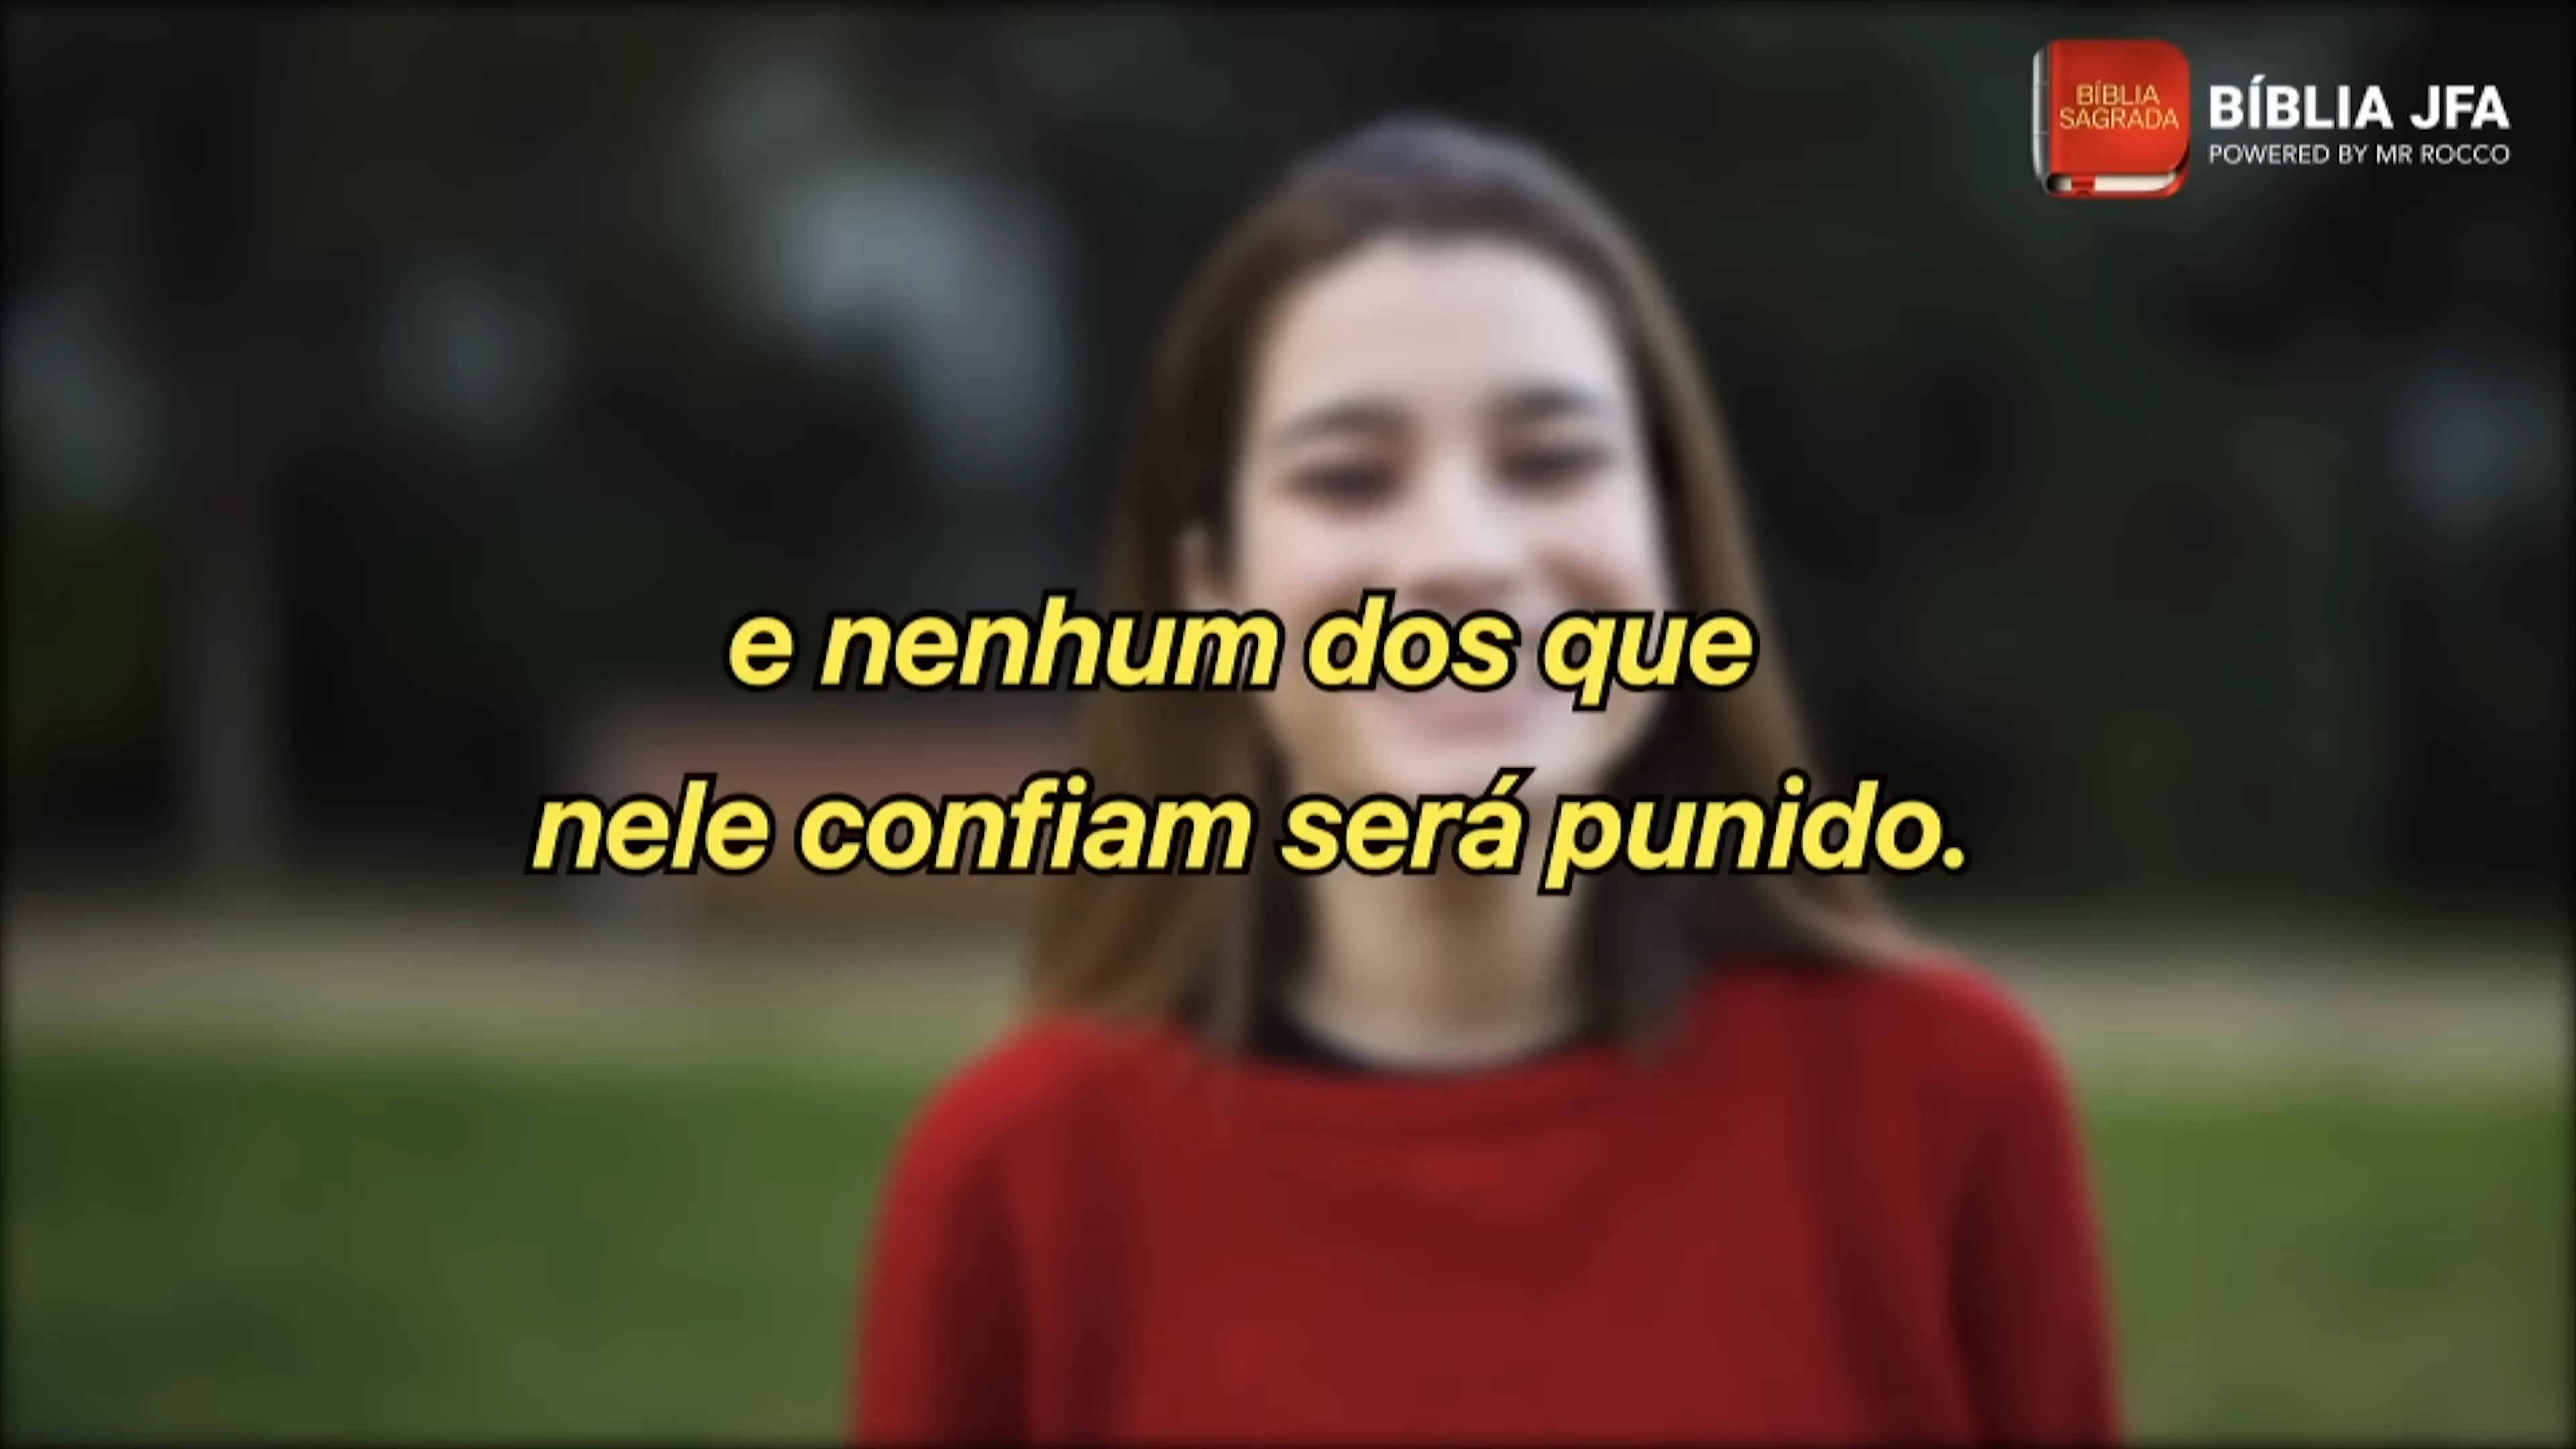 BÍBLIA
SAGRADA
BÍBLIA JFA
POWERED BY MR ROCCO
e nenhum dos que
nele confiam será punido.